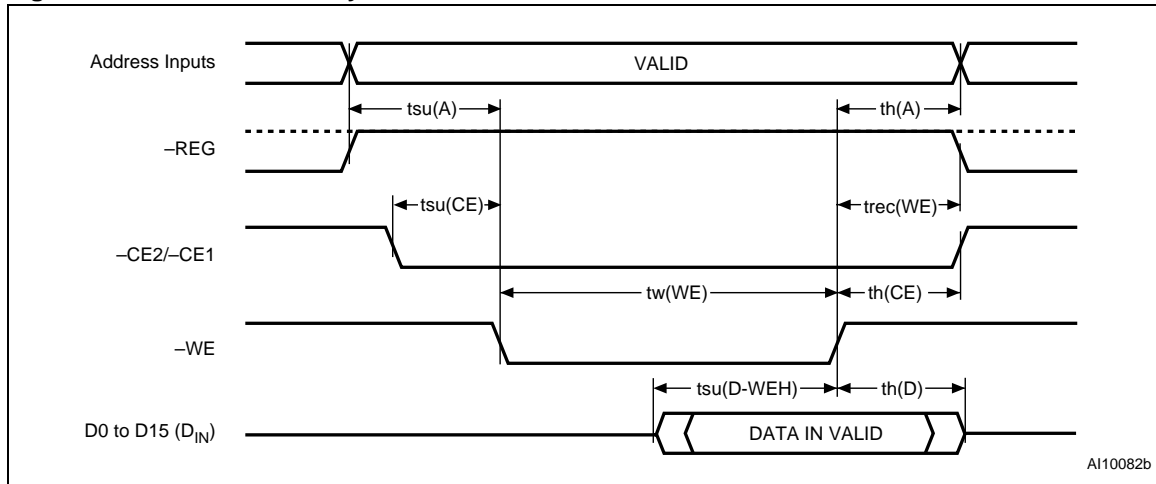 Address Inputs
VALID
tsu(A)
th(A)
–REG
tsu(CE)
trec(WE)
–CE2/–CE1
tw(WE)
th(CE)
–WE
tsu(D-WEH)
th(D)
D0 to D15 (DIN)
DATA IN VALID
AI10082b